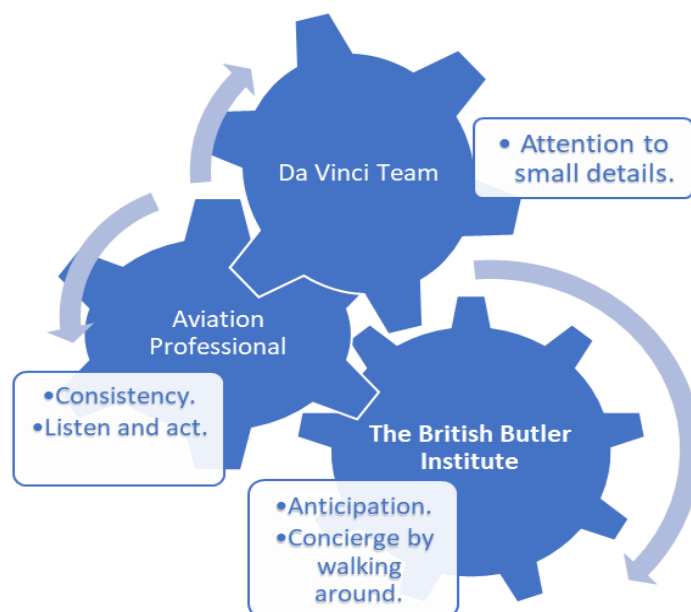 Da Vinci Team
• Attention to
small details.
Aviation
Professional
•Consistency.
•Listen and act.
The British Butler
Institute
•Anticipation.
•Concierge by
walking
around.